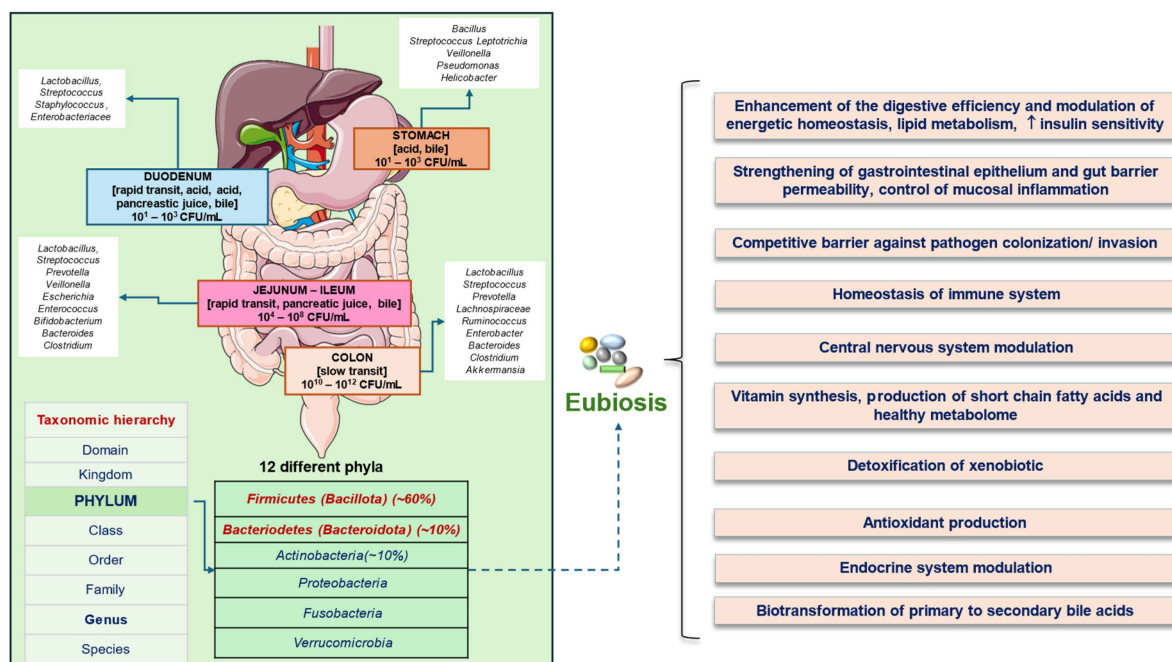 Bacillus
Streptococcus Leptotrichia
Veillonella
Pseudomonas
Helicobacter
Lactobacillus,
Streptococcus
Staphylococcus,
Enterobacteriacee
STOMACH
[acid, bile]
10¹ – 10³ CFU/mL
DUODENUM
[rapid transit, acid, acid,
pancreastic juice, bile]
10¹ – 10³ CFU/mL
Lactobacillus,
Streptococcus
Prevotella
Veillonella
Escherichia
Enterococcus
Bifidobacterium
Bacteroides
Clostridium
JEJUNUM – ILEUM
[rapid transit, pancreatic juice, bile]
10⁴ – 10⁸ CFU/mL
Lactobacillus
Streptococcus
Prevotella
Lachnospiraceae
Ruminococcus
Enterobacter
Bacteroides
Clostridium
Akkermansia
COLON
[slow transit]
10¹⁰ – 10¹² CFU/mL
Taxonomic hierarchy
Domain
Kingdom
PHYLUM
Class
Order
Family
Genus
Species
12 different phyla
Firmicutes (Bacillota) (~60%)
Bacteriodetes (Bacteroidota) (~10%)
Actinobacteria(~10%)
Proteobacteria
Fusobacteria
Verrucomicrobia
Eubiosis
Enhancement of the digestive efficiency and modulation of
energetic homeostasis, lipid metabolism, ↑ insulin sensitivity
Strengthening of gastrointestinal epithelium and gut barrier
permeability, control of mucosal inflammation
Competitive barrier against pathogen colonization/ invasion
Homeostasis of immune system
Central nervous system modulation
Vitamin synthesis, production of short chain fatty acids and
healthy metabolome
Detoxification of xenobiotic
Antioxidant production
Endocrine system modulation
Biotransformation of primary to secondary bile acids